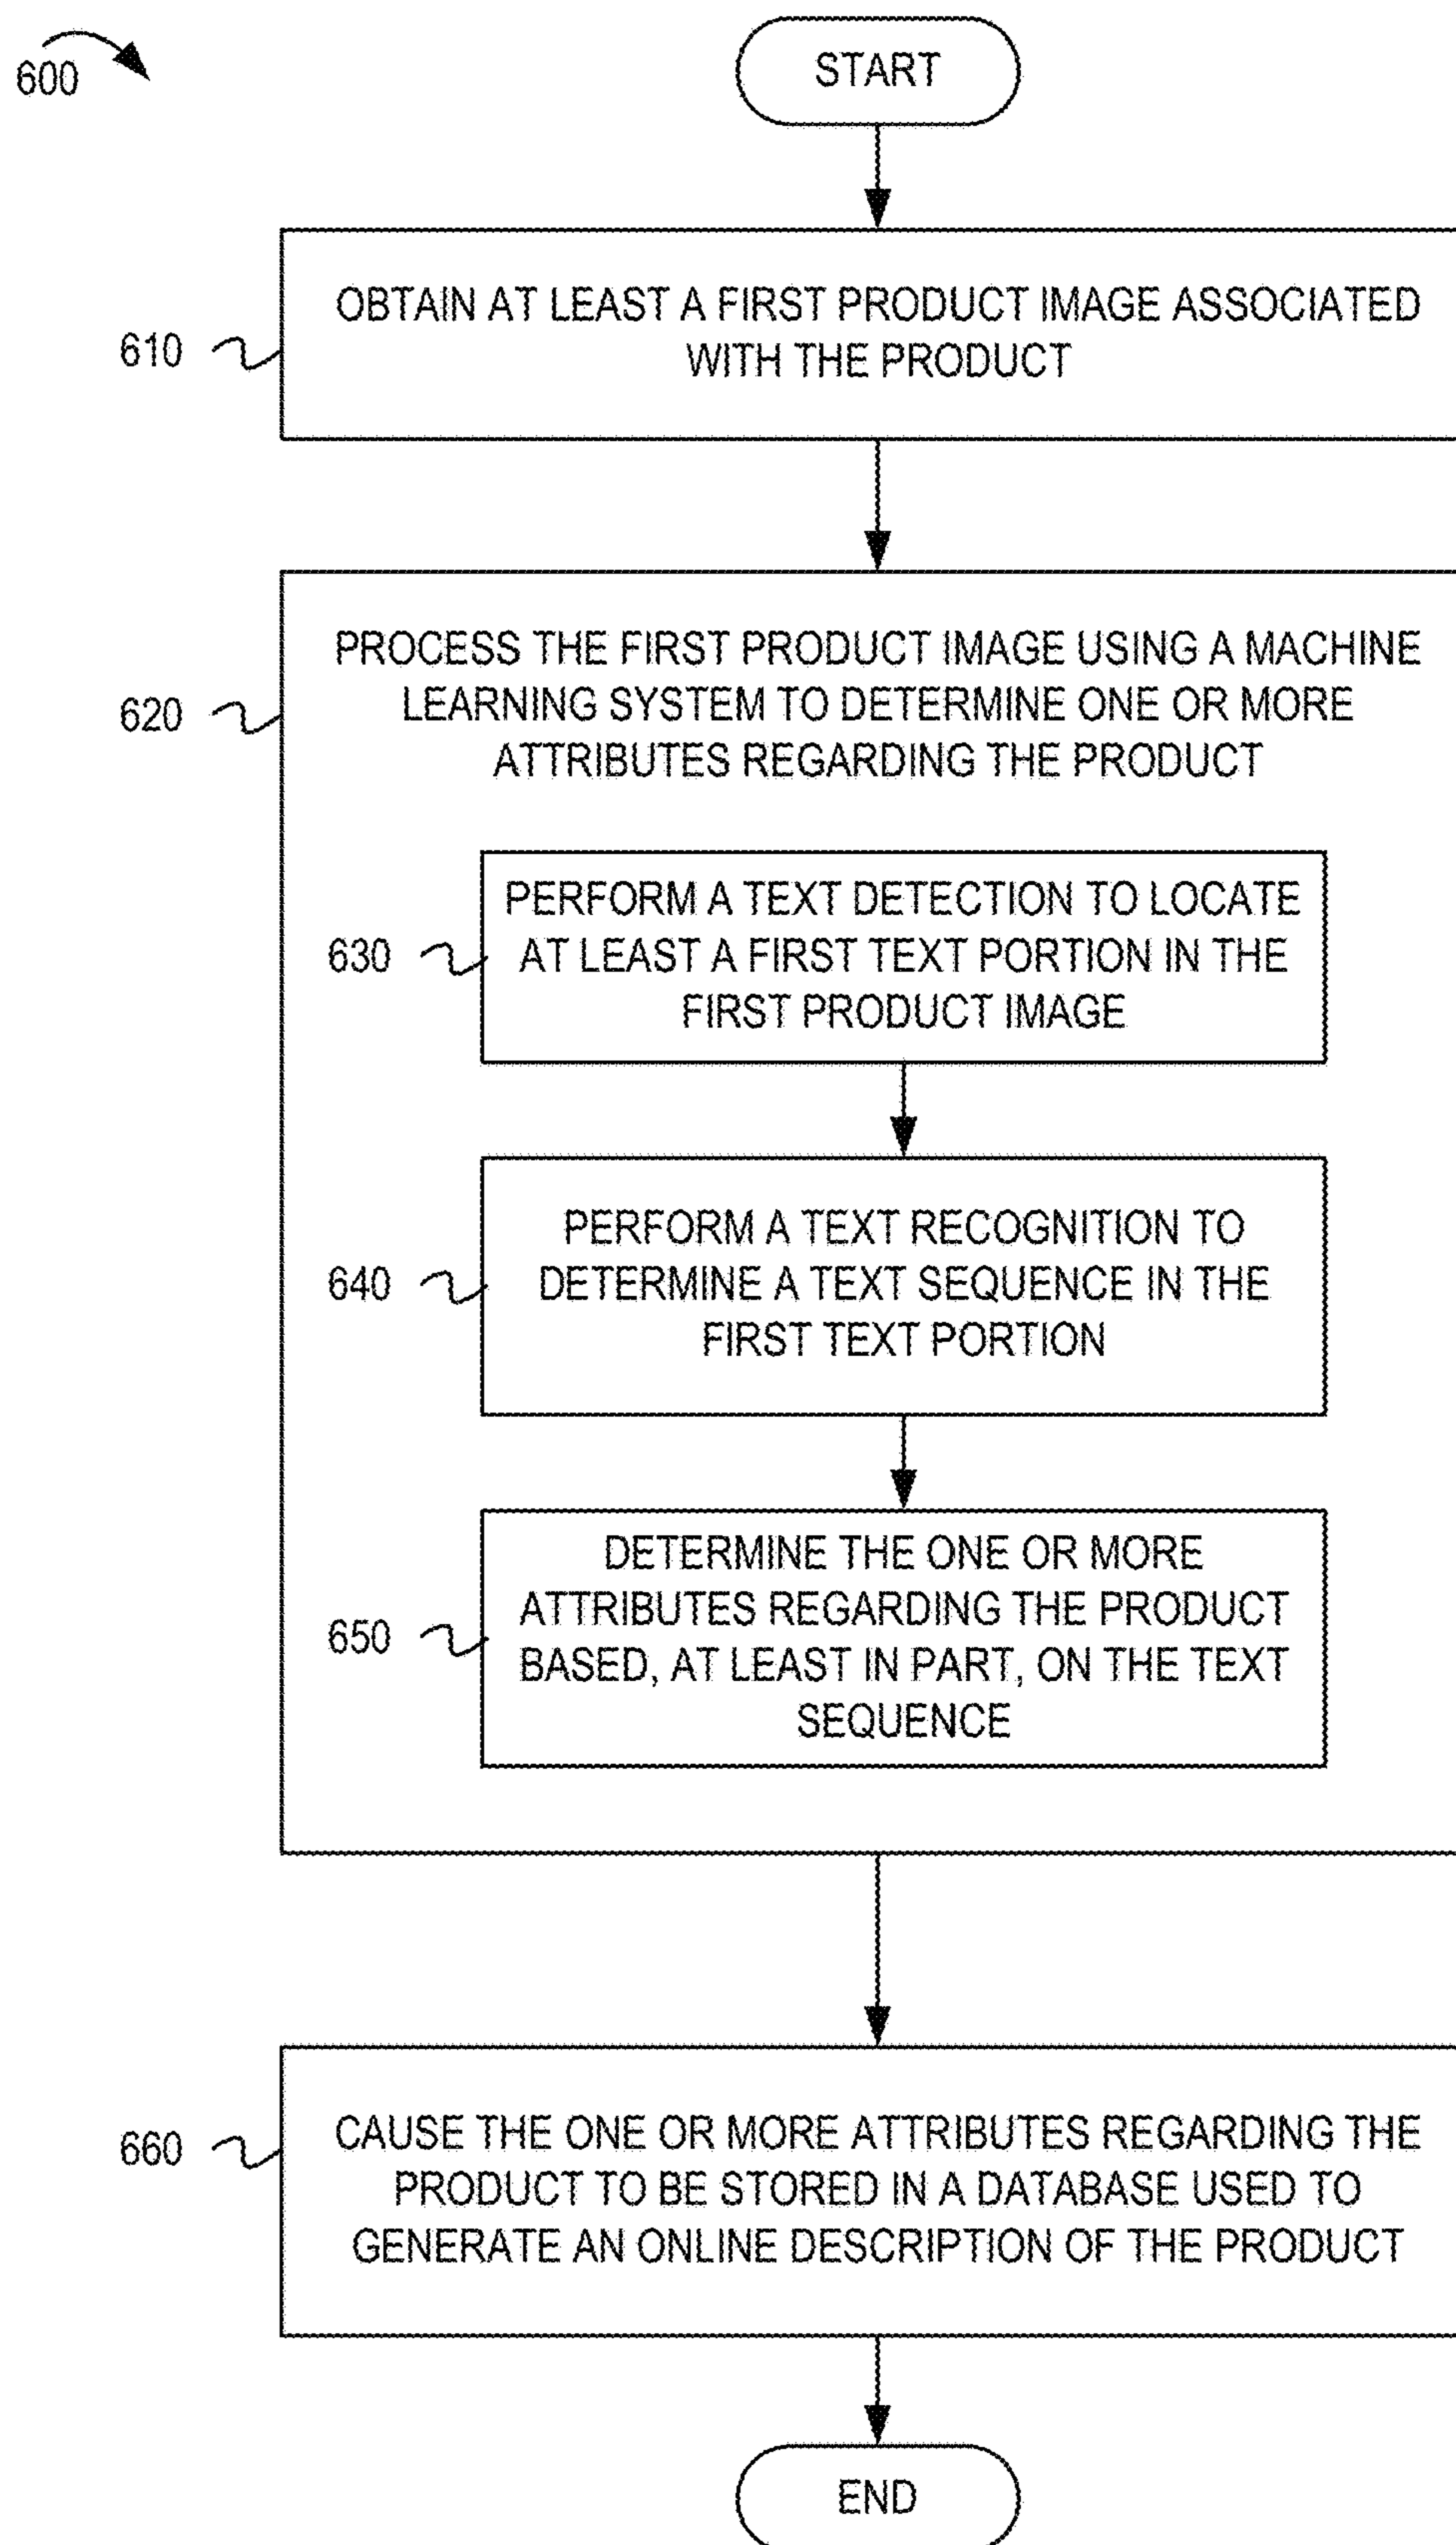 600
START
610
OBTAIN AT LEAST A FIRST PRODUCT IMAGE ASSOCIATED
WITH THE PRODUCT
620
PROCESS THE FIRST PRODUCT IMAGE USING A MACHINE
LEARNING SYSTEM TO DETERMINE ONE OR MORE
ATTRIBUTES REGARDING THE PRODUCT
630
PERFORM A TEXT DETECTION TO LOCATE
AT LEAST A FIRST TEXT PORTION IN THE
FIRST PRODUCT IMAGE
640
PERFORM A TEXT RECOGNITION TO
DETERMINE A TEXT SEQUENCE IN THE
FIRST TEXT PORTION
650
DETERMINE THE ONE OR MORE
ATTRIBUTES REGARDING THE PRODUCT
BASED, AT LEAST IN PART, ON THE TEXT
SEQUENCE
660
CAUSE THE ONE OR MORE ATTRIBUTES REGARDING THE
PRODUCT TO BE STORED IN A DATABASE USED TO
GENERATE AN ONLINE DESCRIPTION OF THE PRODUCT
END